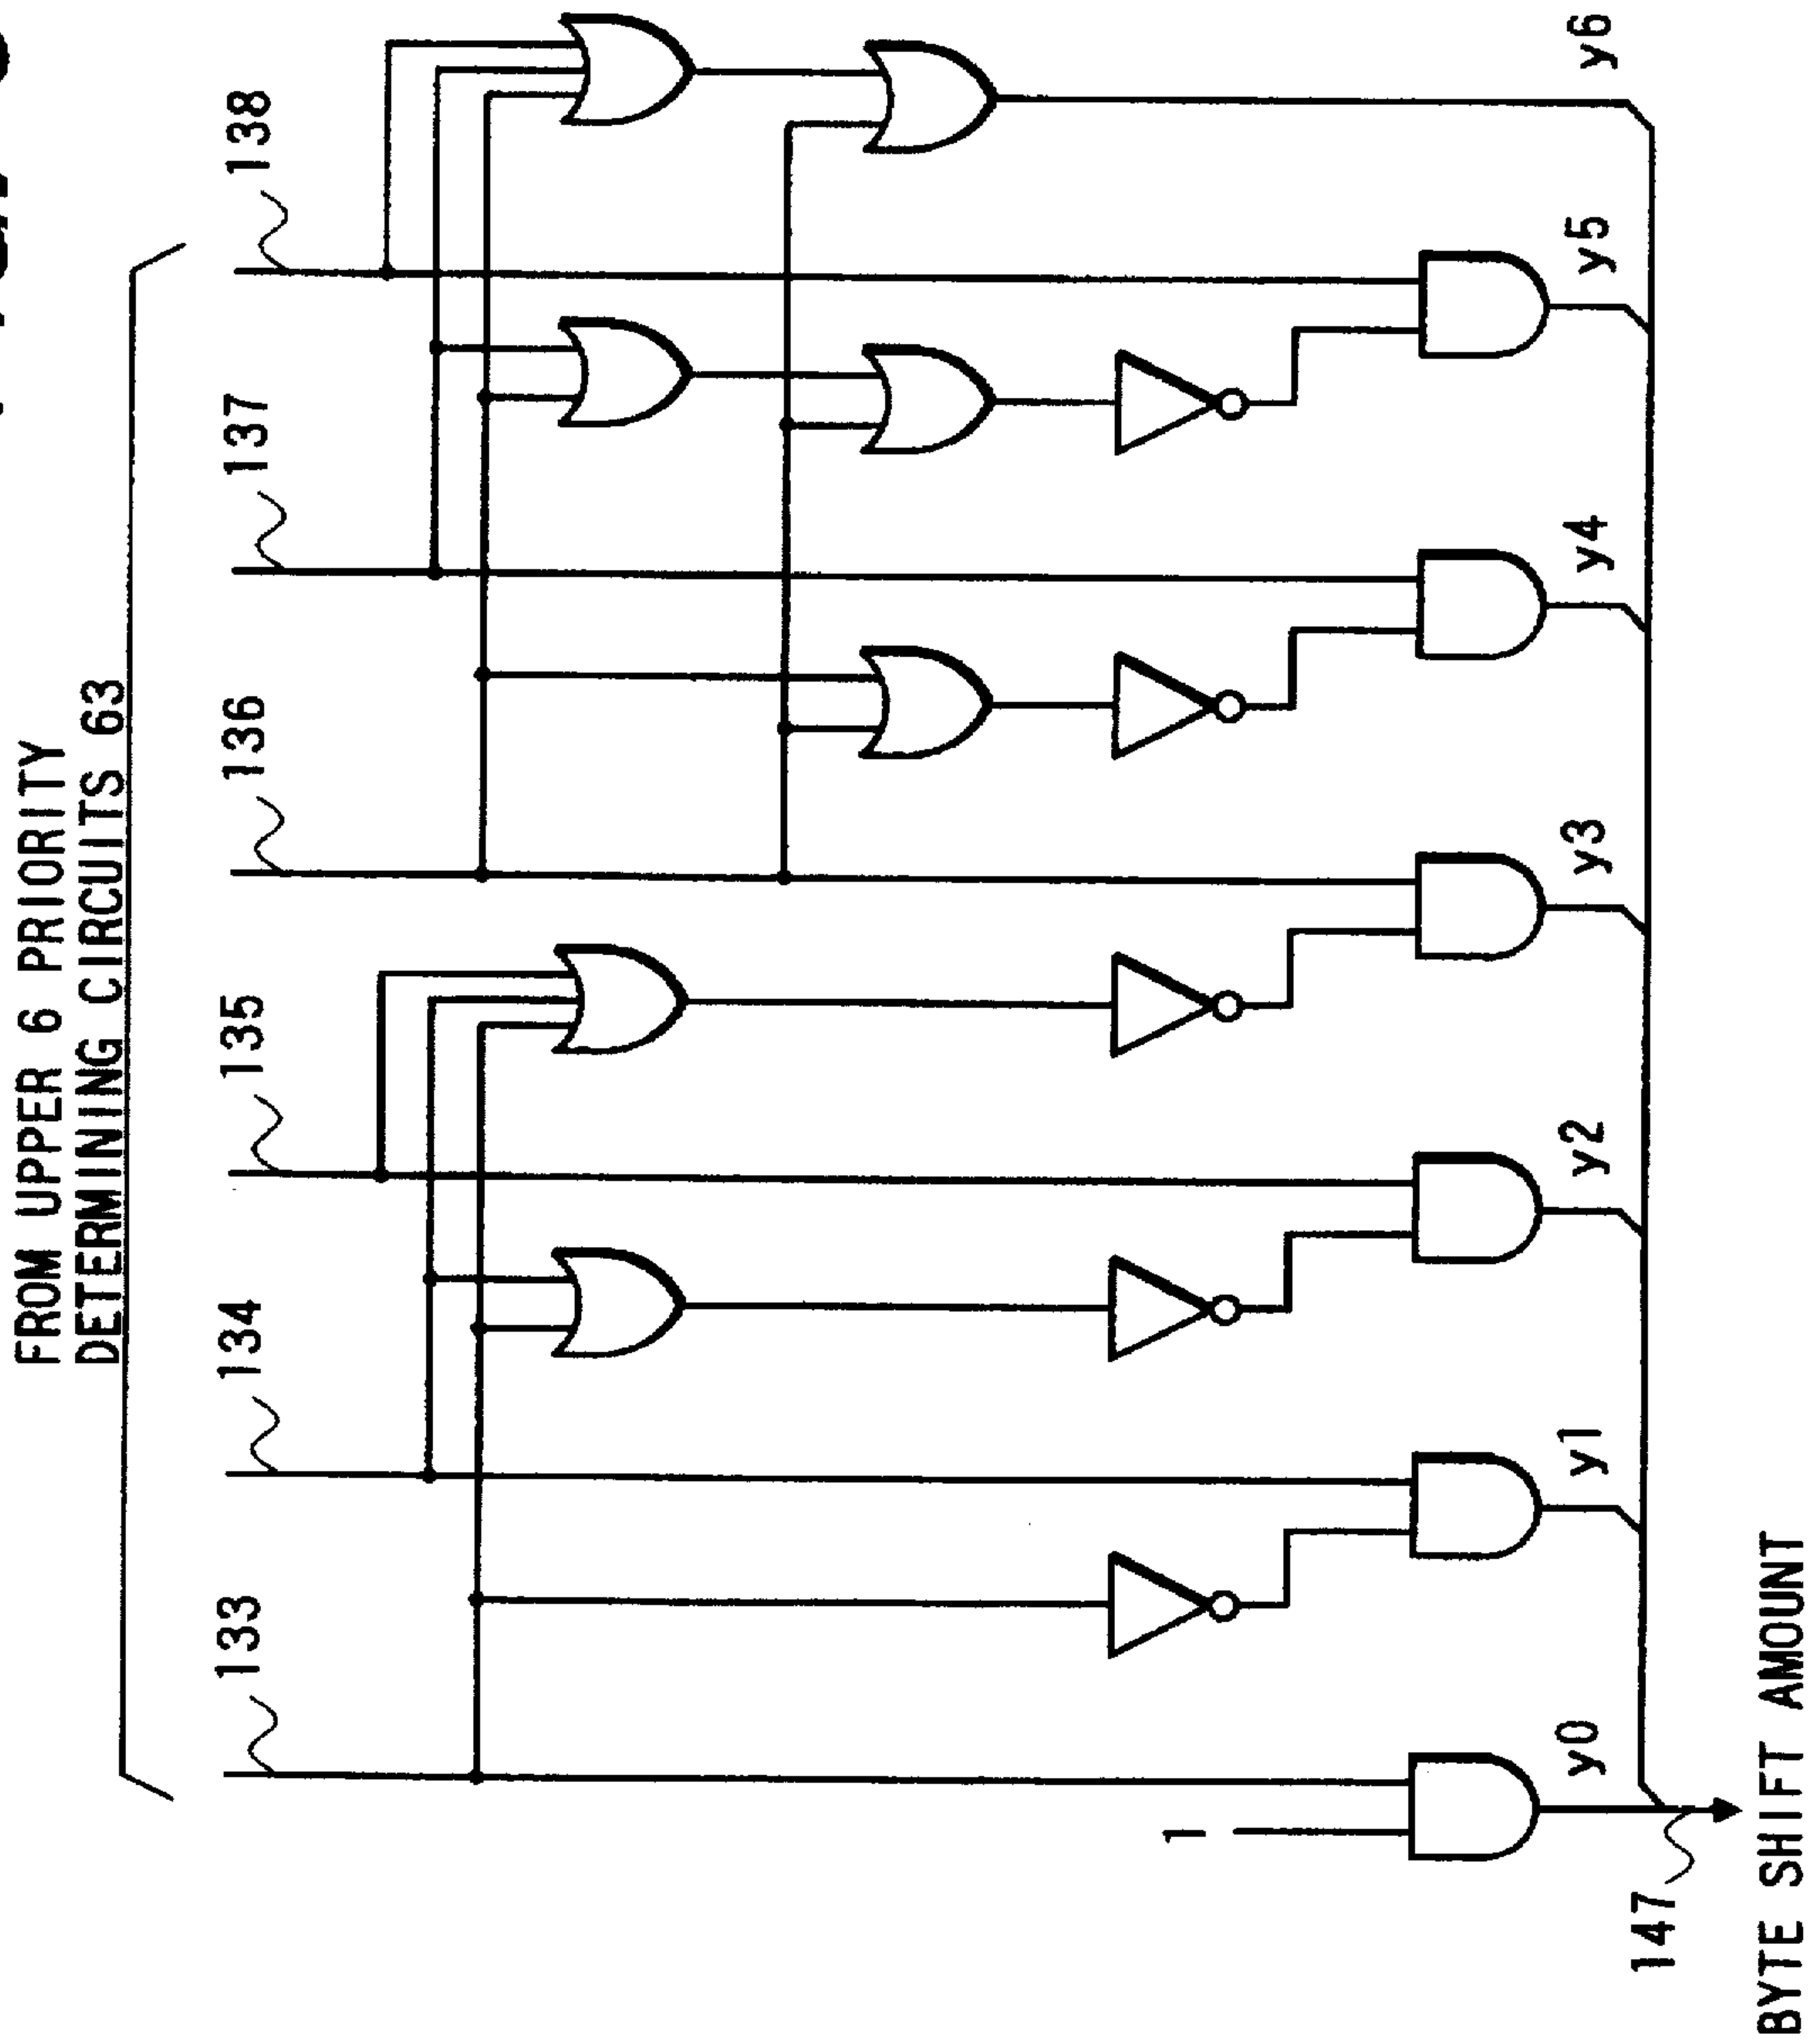 FROM UPPER 6 PRIORITY
DETERMINING CIRCUITS 63
133
134
135
136
137
138
1
y0
y1
y2
y3
y4
y5
y6
147
BYTE SHIFT AMOUNT